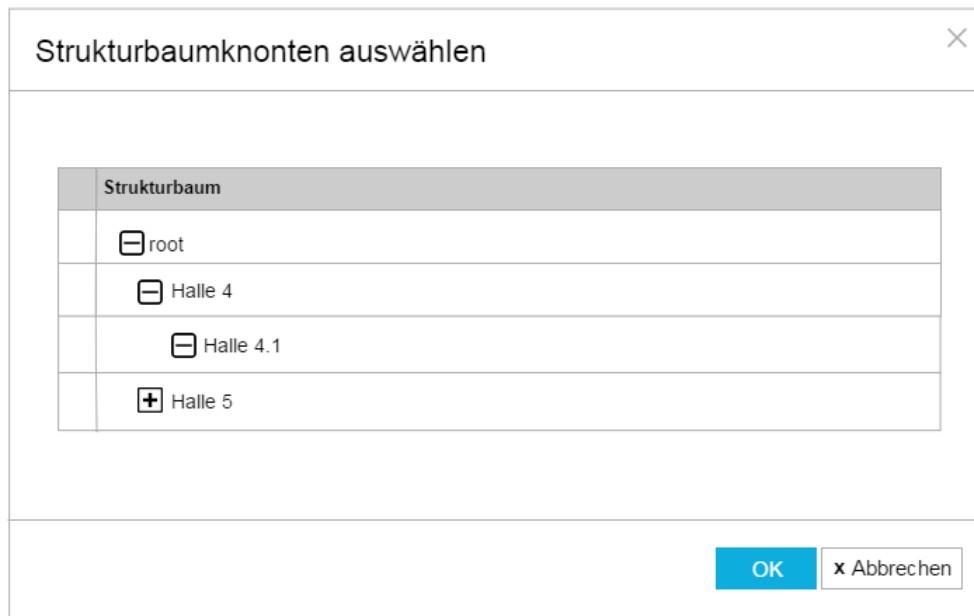 Strukturbaumknonten auswählen
Strukturbaum
root
Halle 4
Halle 4.1
Halle 5
OK
x Abbrechen